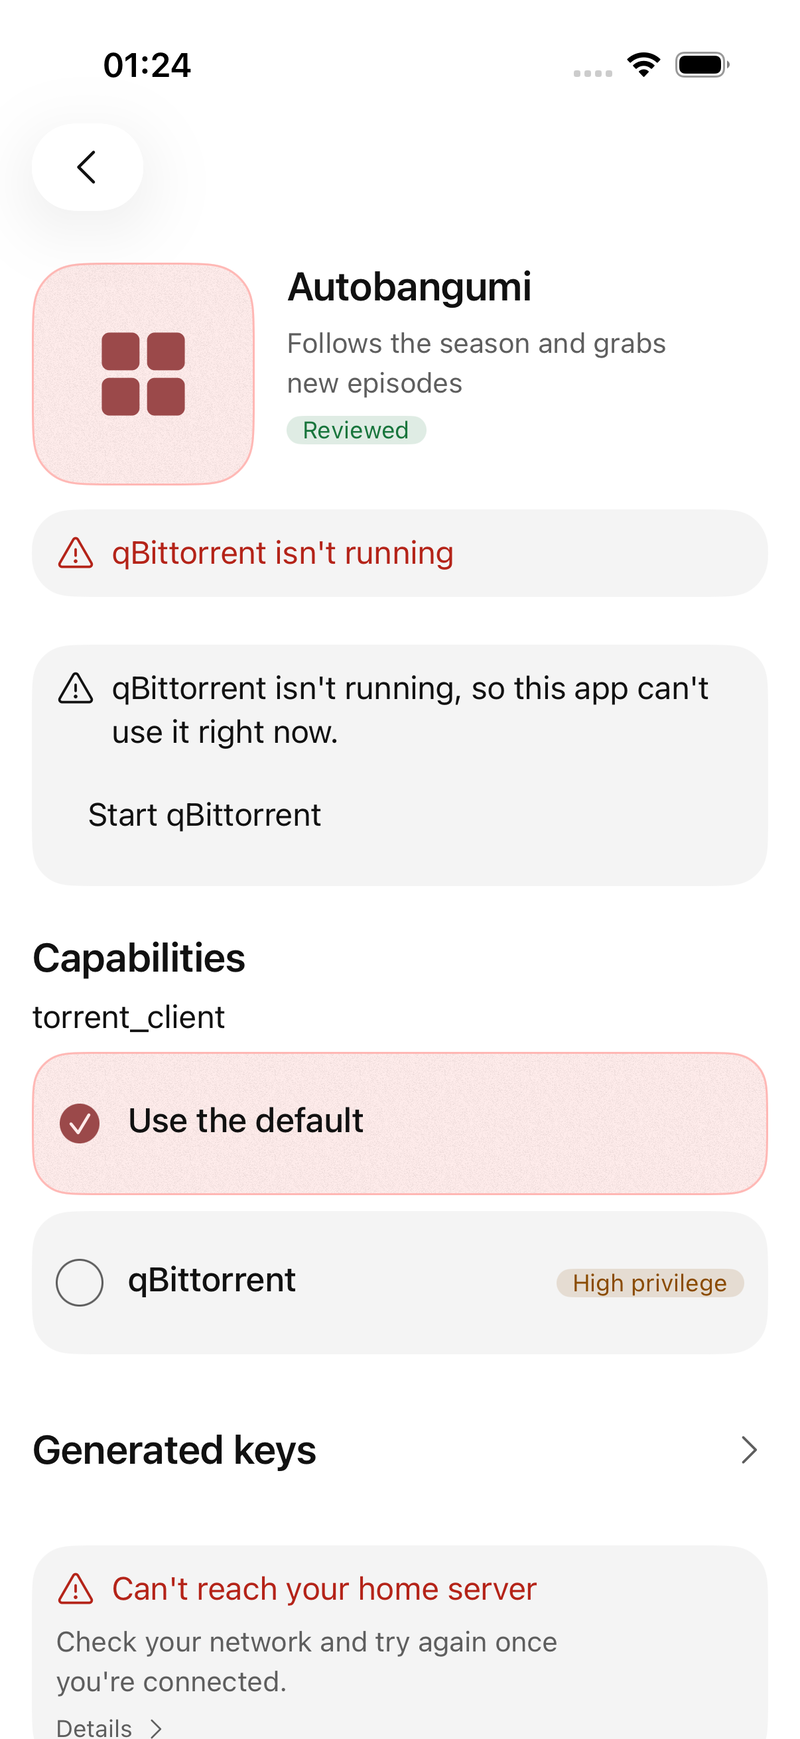 01:24
Autobangumi
Follows the season and grabs
new episodes
Reviewed
qBittorrent isn't running
qBittorrent isn't running, so this app can't
use it right now.
Start qBittorrent
Capabilities
torrent_client
Use the default
qBittorrent
High privilege
Generated keys
Can't reach your home server
Check your network and try again once
you're connected.
Details